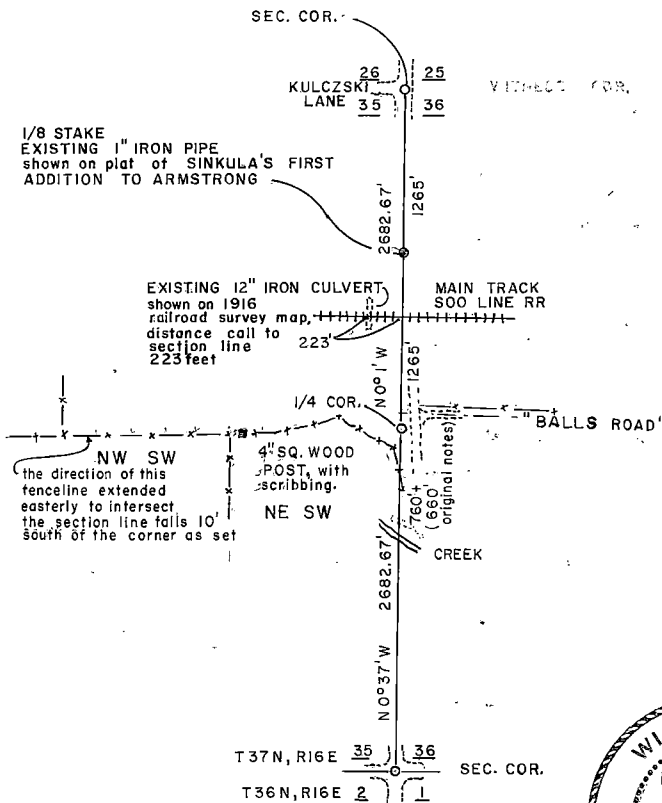 SEC. COR.
26 25
KULCZSKI
LANE
35 36
1/8 STAKE
EXISTING 1" IRON PIPE
shown on plat of SINKULA'S FIRST
ADDITION TO ARMSTRONG
2682.67'
1265'
EXISTING 12" IRON CULVERT
shown on 1916
railroad survey map,
distance call to
section line
223 feet
223'
MAIN TRACK
SOO LINE RR
N0°1'W
1265'
1/4 COR.
"BALLS ROAD"
NW SW
the direction of this
fenceline extended
easterly to intersect
the section line falls 10'
south of the corner as set
4" SQ. WOOD
POST, with
scribbing.
NE SW
760'±
(660'
original notes)
CREEK
2682.67'
N0°37'W
T37N, R16E 35 36
SEC. COR.
T36N, R16E 2 1
WI